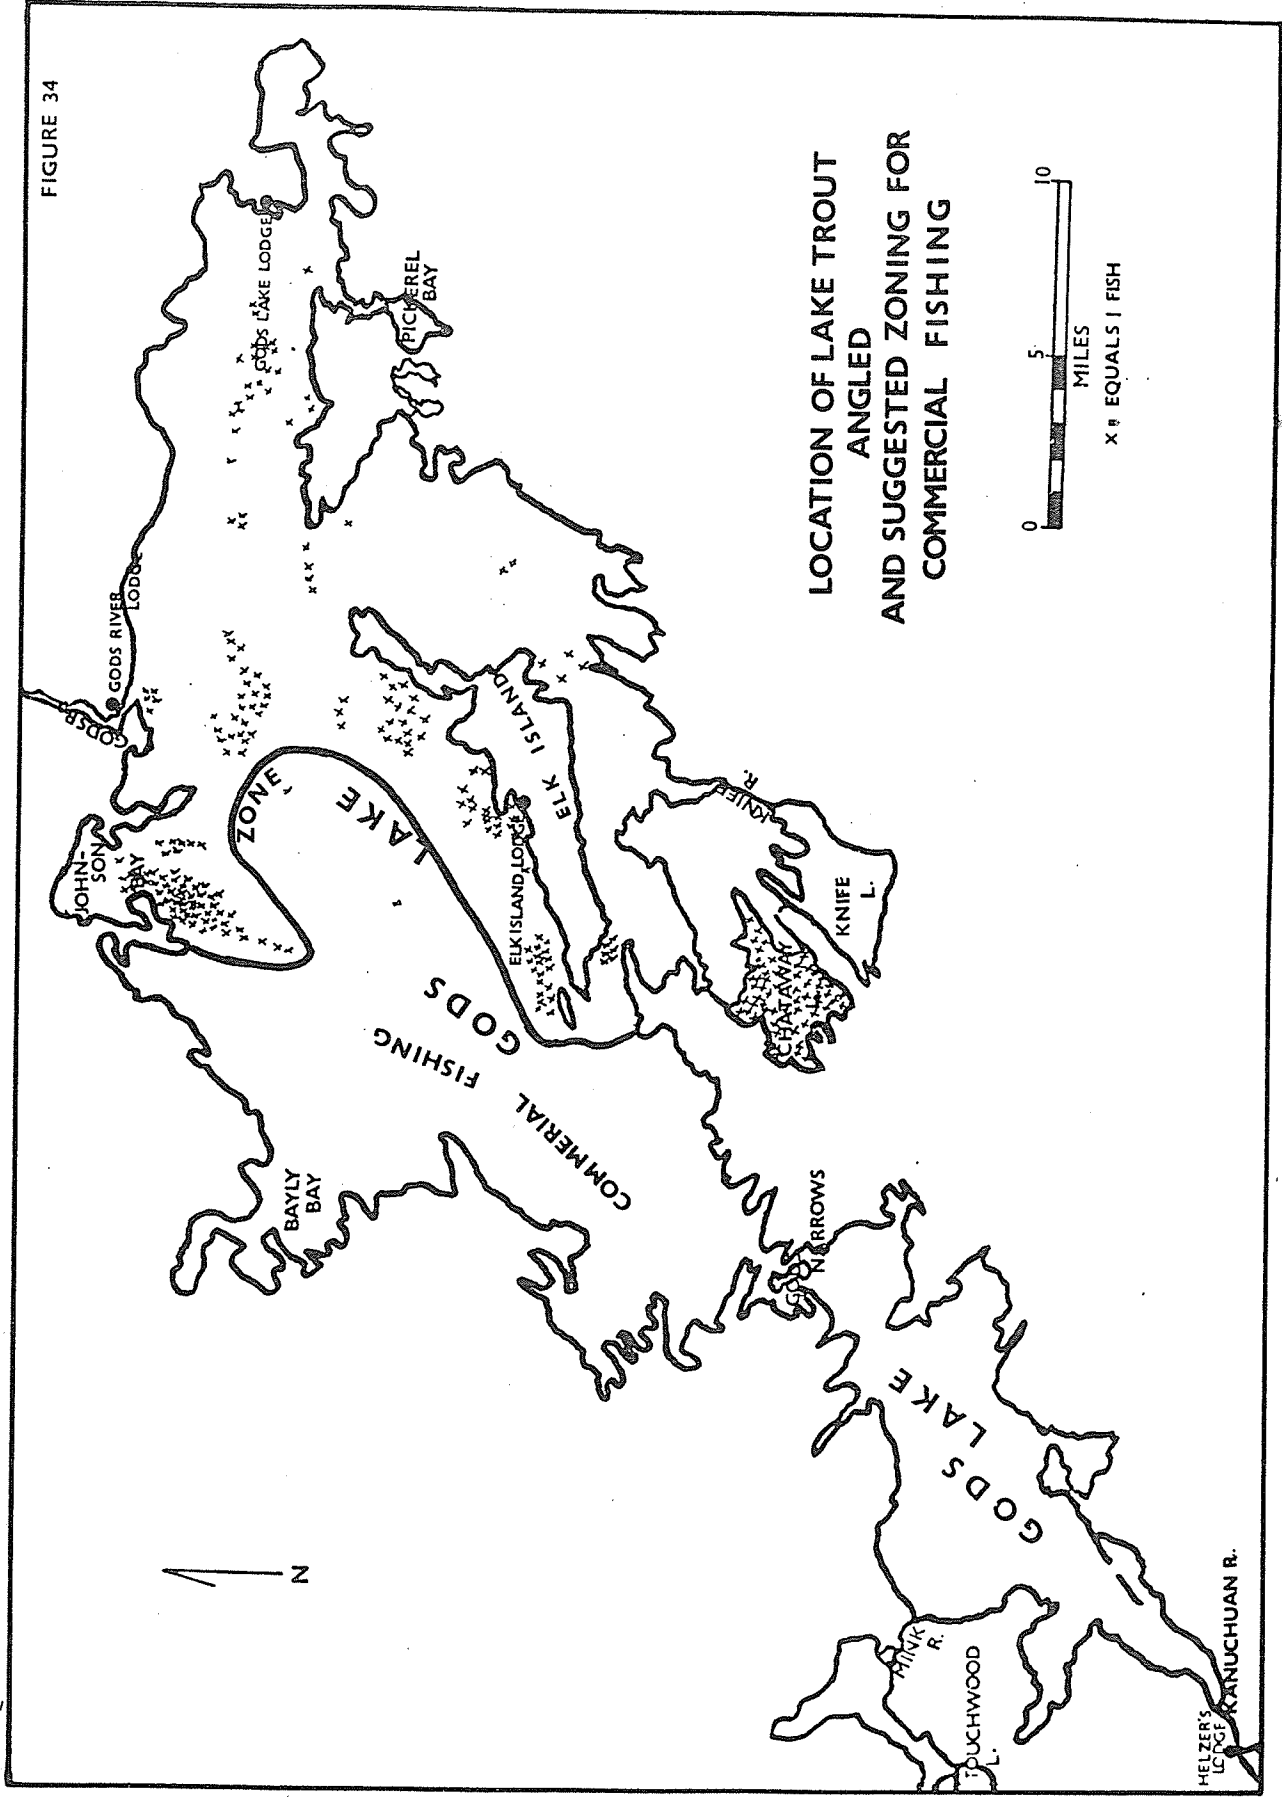 FIGURE 34
GODS R.
GODS RIVER
LODGE
GODS LAKE LODGE
JOHN-
SON
BAY
PICKEREL
BAY
ZONE
LAKE
GODS
FISHING
COMMERIAL
ELK ISLAND LODGE
ELK ISLAND
BAYLY
BAY
KNIFE R.
KNIFE
L.
CHATAWAY
L.
GODS
NARROWS
GODS LAKE
N
MINK
R.
TOUCHWOOD
L.
HELZER'S
LODGE
KANUCHUAN R.
LOCATION OF LAKE TROUT
ANGLED
AND SUGGESTED ZONING FOR
COMMERCIAL FISHING
0 5 10
MILES
X = EQUALS 1 FISH